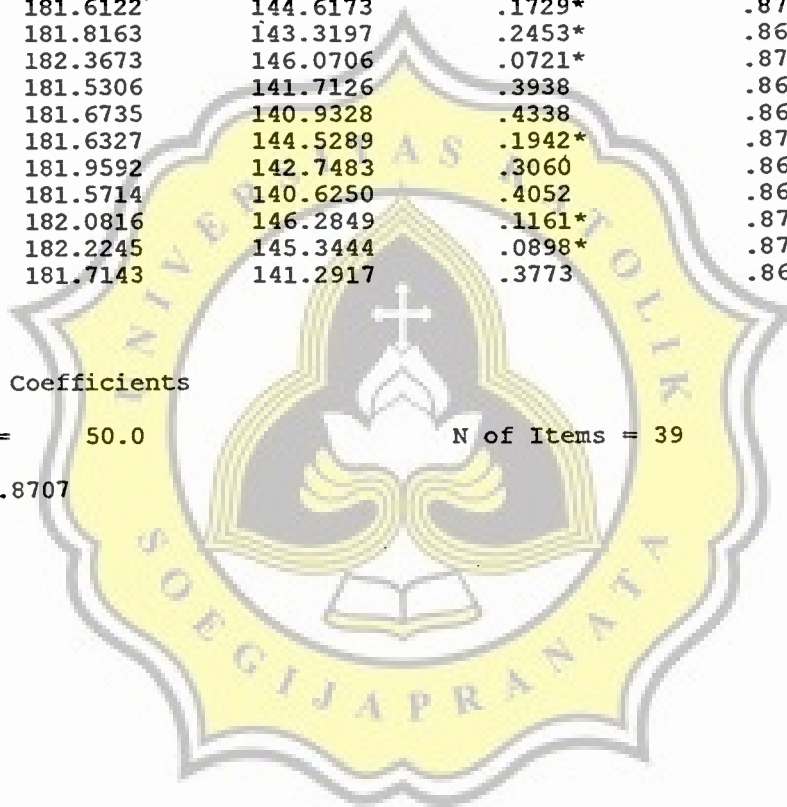 181.6122 144.6173 .1729* .87
181.8163 143.3197 .2453* .86
182.3673 146.0706 .0721* .87
181.5306 141.7126 .3938 .86
181.6735 140.9328 .4338 .86
181.6327 144.5289 .1942* .87
181.9592 142.7483 .3060 .86
181.5714 140.6250 .4052 .86
182.0816 146.2849 .1161* .87
182.2245 145.3444 .0898* .87
181.7143 141.2917 .3773 .86
Coefficients
= 50.0 N of Items = 39
.8707
UNIVERSITAS KATOLIK
SOEGIJAPRANATA